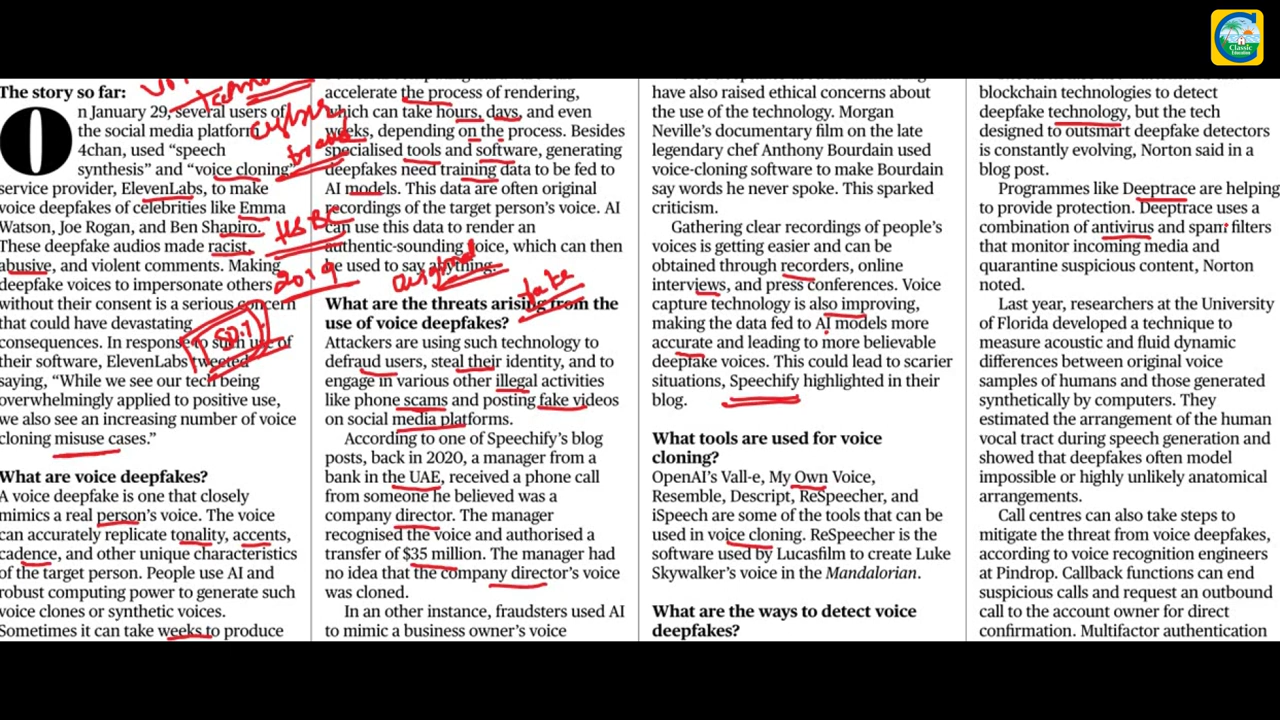 Classic
Education
The story so far:
On January 29, several users of
the social media platform
4chan, used “speech
synthesis” and “voice cloning”
service provider, ElevenLabs, to make
voice deepfakes of celebrities like Emma
Watson, Joe Rogan, and Ben Shapiro.
These deepfake audios made racist,
abusive, and violent comments. Making
deepfake voices to impersonate others
without their consent is a serious concern
that could have devastating
consequences. In response to such use of
their software, ElevenLabs tweeted
saying, “While we see our tech being
overwhelmingly applied to positive use,
we also see an increasing number of voice
cloning misuse cases.”
What are voice deepfakes?
A voice deepfake is one that closely
mimics a real person’s voice. The voice
can accurately replicate tonality, accents,
cadence, and other unique characteristics
of the target person. People use AI and
robust computing power to generate such
voice clones or synthetic voices.
Sometimes it can take weeks to produce
HSBC
2019
original
fake
accelerate the process of rendering,
which can take hours, days, and even
weeks, depending on the process. Besides
specialised tools and software, generating
deepfakes need training data to be fed to
AI models. This data are often original
recordings of the target person’s voice. AI
can use this data to render an
authentic-sounding voice, which can then
be used to say anything.
What are the threats arising from the
use of voice deepfakes?
Attackers are using such technology to
defraud users, steal their identity, and to
engage in various other illegal activities
like phone scams and posting fake videos
on social media platforms.
According to one of Speechify’s blog
posts, back in 2020, a manager from a
bank in the UAE, received a phone call
from someone he believed was a
company director. The manager
recognised the voice and authorised a
transfer of $35 million. The manager had
no idea that the company director’s voice
was cloned.
In an other instance, fraudsters used AI
to mimic a business owner’s voice
have also raised ethical concerns about
the use of the technology. Morgan
Neville’s documentary film on the late
legendary chef Anthony Bourdain used
voice-cloning software to make Bourdain
say words he never spoke. This sparked
criticism.
Gathering clear recordings of people’s
voices is getting easier and can be
obtained through recorders, online
interviews, and press conferences. Voice
capture technology is also improving,
making the data fed to AI models more
accurate and leading to more believable
deepfake voices. This could lead to scarier
situations, Speechify highlighted in their
blog.
What tools are used for voice
cloning?
OpenAI’s Vall-e, My Own Voice,
Resemble, Descript, ReSpeecher, and
iSpeech are some of the tools that can be
used in voice cloning. ReSpeecher is the
software used by Lucasfilm to create Luke
Skywalker’s voice in the Mandalorian.
What are the ways to detect voice
deepfakes?
blockchain technologies to detect
deepfake technology, but the tech
designed to outsmart deepfake detectors
is constantly evolving, Norton said in a
blog post.
Programmes like Deeptrace are helping
to provide protection. Deeptrace uses a
combination of antivirus and spam filters
that monitor incoming media and
quarantine suspicious content, Norton
noted.
Last year, researchers at the University
of Florida developed a technique to
measure acoustic and fluid dynamic
differences between original voice
samples of humans and those generated
synthetically by computers. They
estimated the arrangement of the human
vocal tract during speech generation and
showed that deepfakes often model
impossible or highly unlikely anatomical
arrangements.
Call centres can also take steps to
mitigate the threat from voice deepfakes,
according to voice recognition engineers
at Pindrop. Callback functions can end
suspicious calls and request an outbound
call to the account owner for direct
confirmation. Multifactor authentication